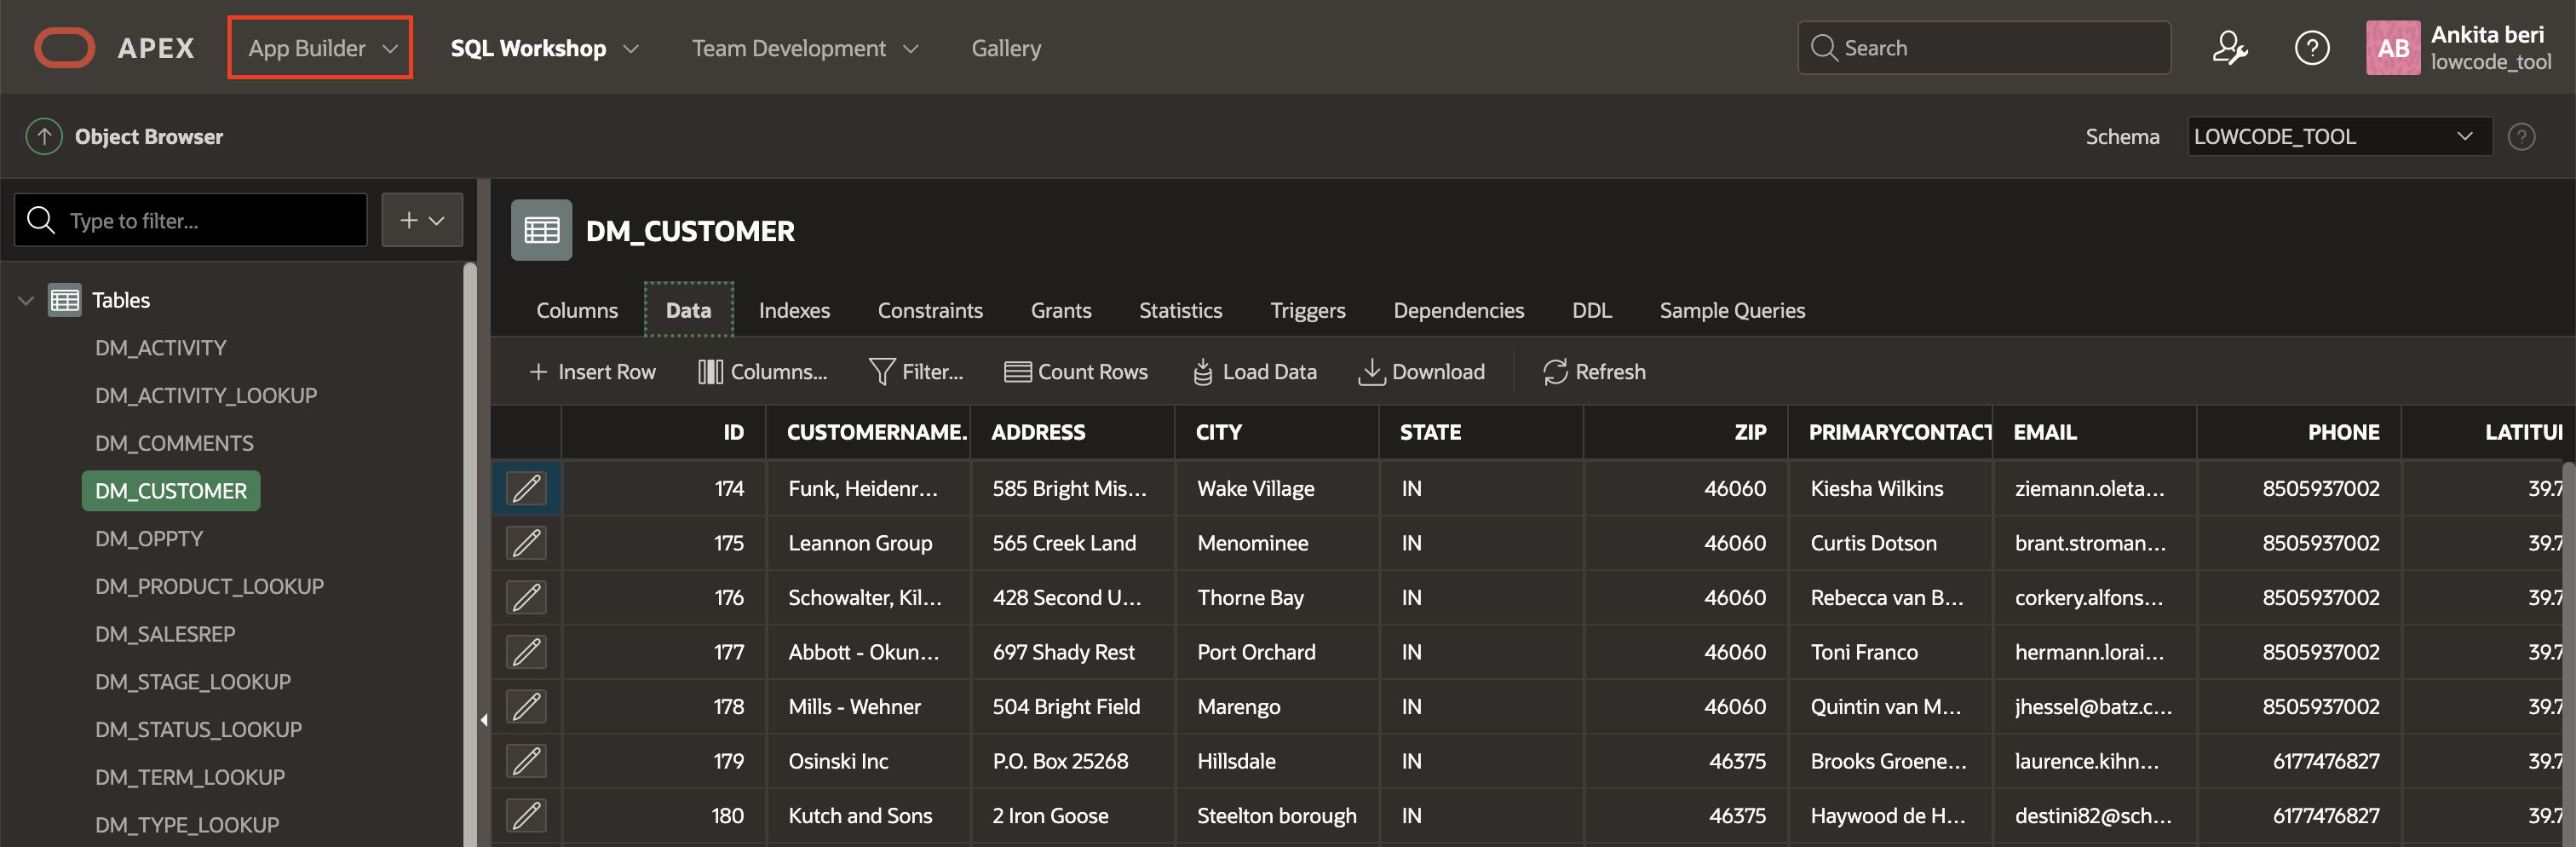 APEX App Builder SQL Workshop Team Development Gallery Search ? AB Ankita beri
lowcode_tool
Object Browser Schema LOWCODE_TOOL ?
Type to filter...
Tables
DM_ACTIVITY
DM_ACTIVITY_LOOKUP
DM_COMMENTS
DM_CUSTOMER
DM_OPPTY
DM_PRODUCT_LOOKUP
DM_SALESREP
DM_STAGE_LOOKUP
DM_STATUS_LOOKUP
DM_TERM_LOOKUP
DM_TYPE_LOOKUP
DM_CUSTOMER
Columns Data Indexes Constraints Grants Statistics Triggers Dependencies DDL Sample Queries
Insert Row Columns... Filter... Count Rows Load Data Download Refresh
ID CUSTOMERNAME. ADDRESS CITY STATE ZIP PRIMARYCONTACT EMAIL PHONE LATITU
174 Funk, Heidenr... 585 Bright Mis... Wake Village IN 46060 Kiesha Wilkins ziemann.oleta... 8505937002 39.7
175 Leannon Group 565 Creek Land Menominee IN 46060 Curtis Dotson brant.stroman... 8505937002 39.7
176 Schowalter, Kil... 428 Second U... Thorne Bay IN 46060 Rebecca van B... corkery.alfons... 8505937002 39.7
177 Abbott - Okun... 697 Shady Rest Port Orchard IN 46060 Toni Franco hermann.lorai... 8505937002 39.7
178 Mills - Wehner 504 Bright Field Marengo IN 46060 Quintin van M... jhessel@batz.c... 8505937002 39.7
179 Osinski Inc P.O. Box 25268 Hillsdale IN 46375 Brooks Groene... laurence.kihn... 6177476827 39.7
180 Kutch and Sons 2 Iron Goose Steelton borough IN 46375 Haywood de H... destini82@sch... 6177476827 39.7